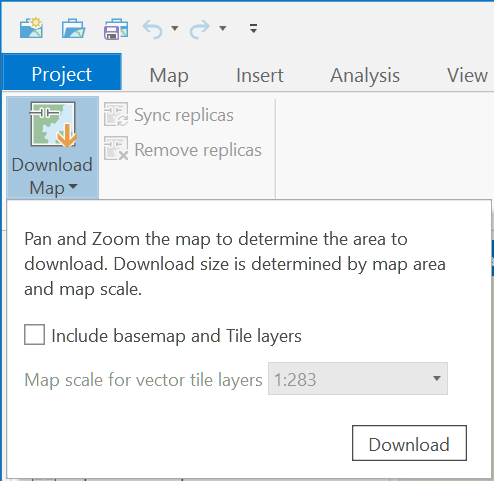 Project Map Insert Analysis View
Download
Map
Sync replicas
Remove replicas
Pan and Zoom the map to determine the area to
download. Download size is determined by map area
and map scale.
Include basemap and Tile layers
Map scale for vector tile layers 1:283
Download